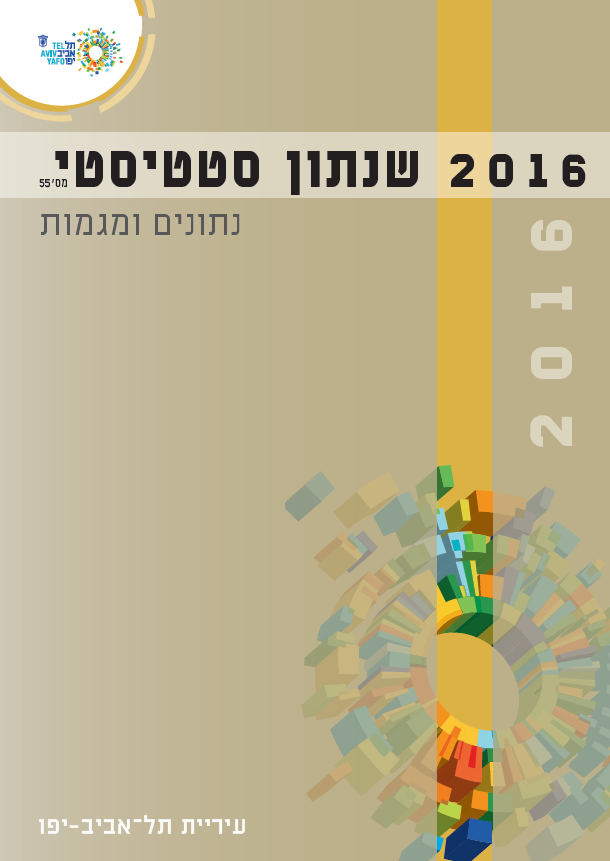 TEL תל
AVIV אביב
YAFO יפו
שנתון סטטיסטי 2016
מס'55
נתונים ומגמות
2016
עיריית תל־אביב-יפו